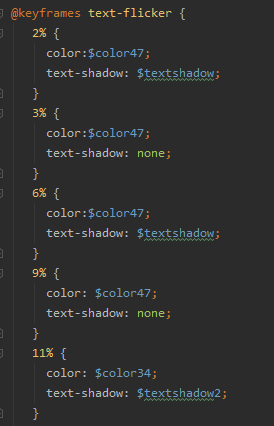 @keyframes text-flicker {
2% {
color:$color47;
text-shadow: $textshadow;
}
3% {
color:$color47;
text-shadow: none;
}
6% {
color:$color47;
text-shadow: $textshadow;
}
9% {
color: $color47;
text-shadow: none;
}
11% {
color: $color34;
text-shadow: $textshadow2;
}